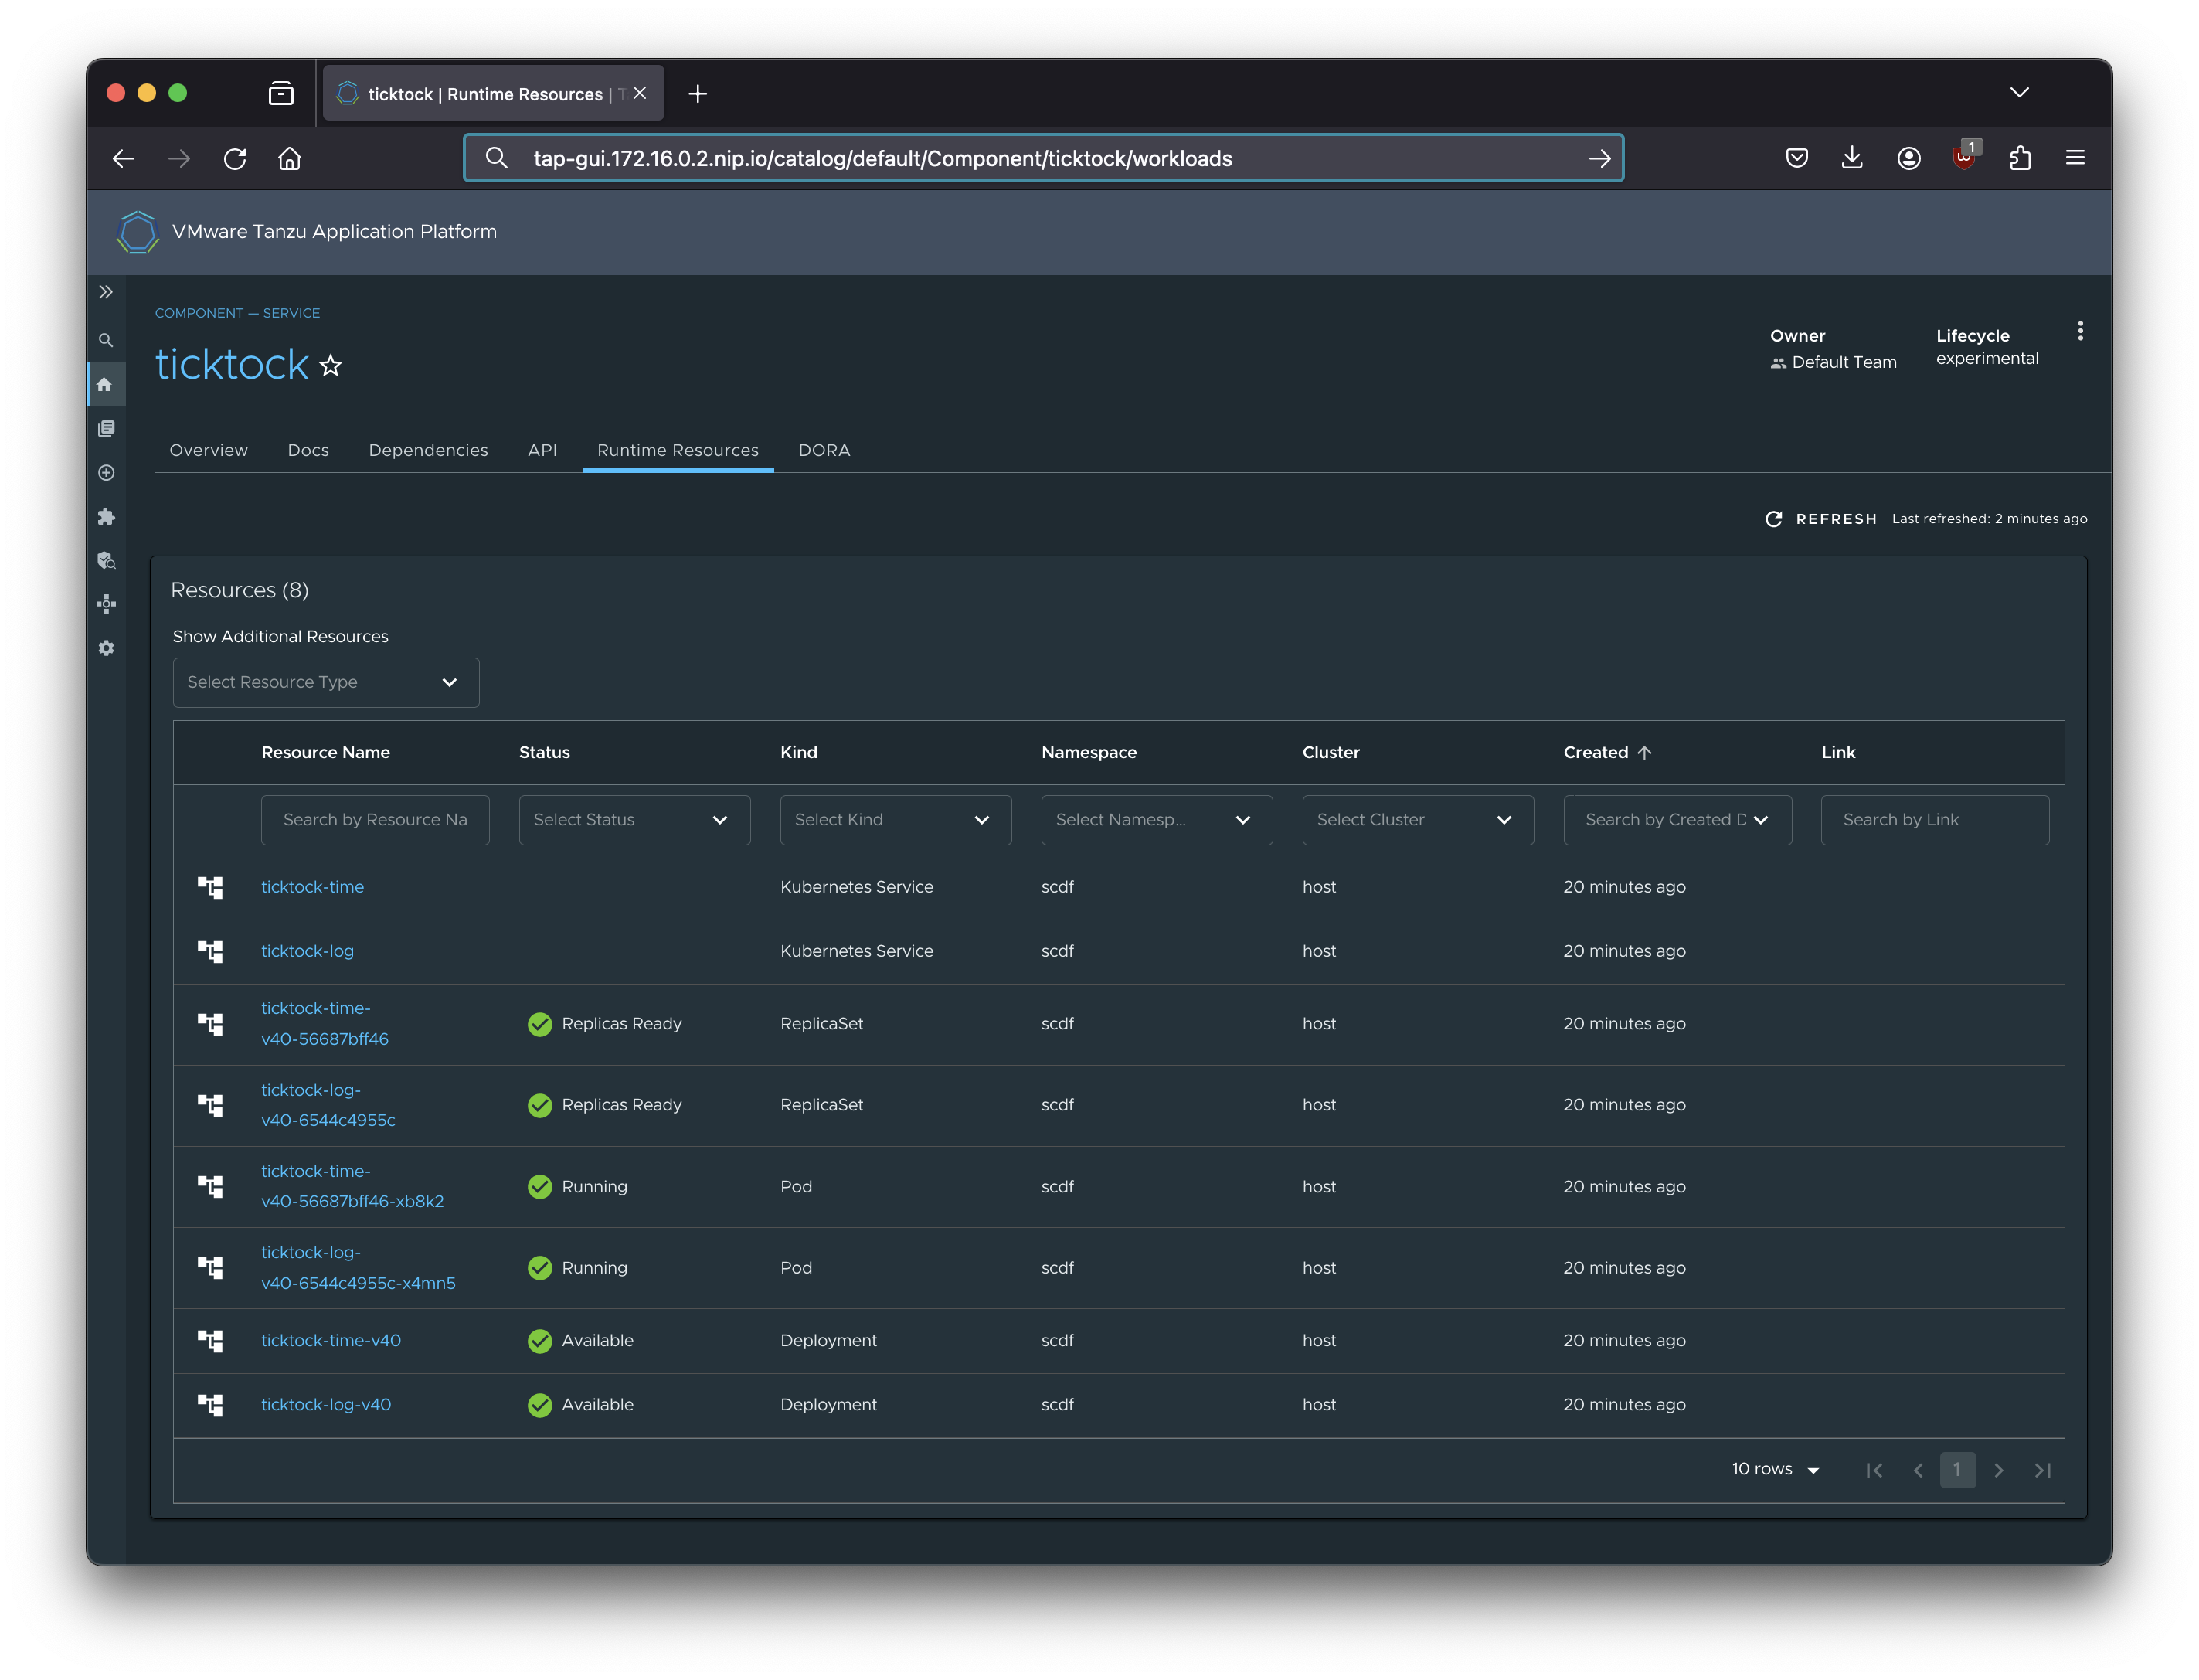 ticktock | Runtime Resources | T
tap-gui.172.16.0.2.nip.io/catalog/default/Component/ticktock/workloads
1
VMware Tanzu Application Platform
COMPONENT — SERVICE
ticktock
Owner
Default Team
Lifecycle
experimental
Overview Docs Dependencies API Runtime Resources DORA
REFRESH Last refreshed: 2 minutes ago
Resources (8)
Show Additional Resources
Select Resource Type
Resource Name Status Kind Namespace Cluster Created Link
Search by Resource Na Select Status Select Kind Select Namesp... Select Cluster Search by Created D Search by Link
ticktock-time Kubernetes Service scdf host 20 minutes ago
ticktock-log Kubernetes Service scdf host 20 minutes ago
ticktock-time-
v40-56687bff46 Replicas Ready ReplicaSet scdf host 20 minutes ago
ticktock-log-
v40-6544c4955c Replicas Ready ReplicaSet scdf host 20 minutes ago
ticktock-time-
v40-56687bff46-xb8k2 Running Pod scdf host 20 minutes ago
ticktock-log-
v40-6544c4955c-x4mn5 Running Pod scdf host 20 minutes ago
ticktock-time-v40 Available Deployment scdf host 20 minutes ago
ticktock-log-v40 Available Deployment scdf host 20 minutes ago
10 rows 1